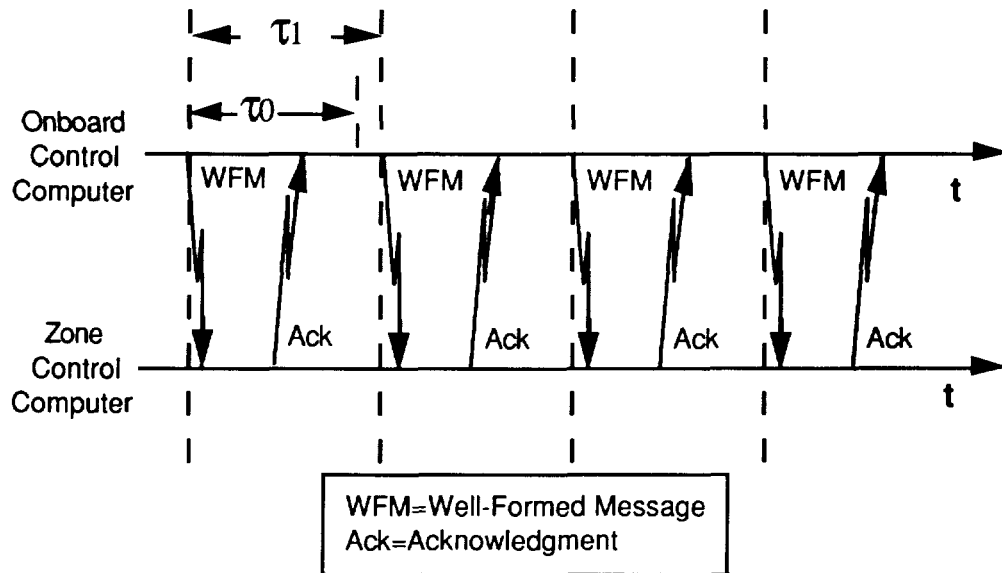 τ1
τ0
Onboard
Control
Computer
WFM
WFM
WFM
WFM
t
Zone
Control
Computer
Ack
Ack
Ack
Ack
t
WFM=Well-Formed Message
Ack=Acknowledgment